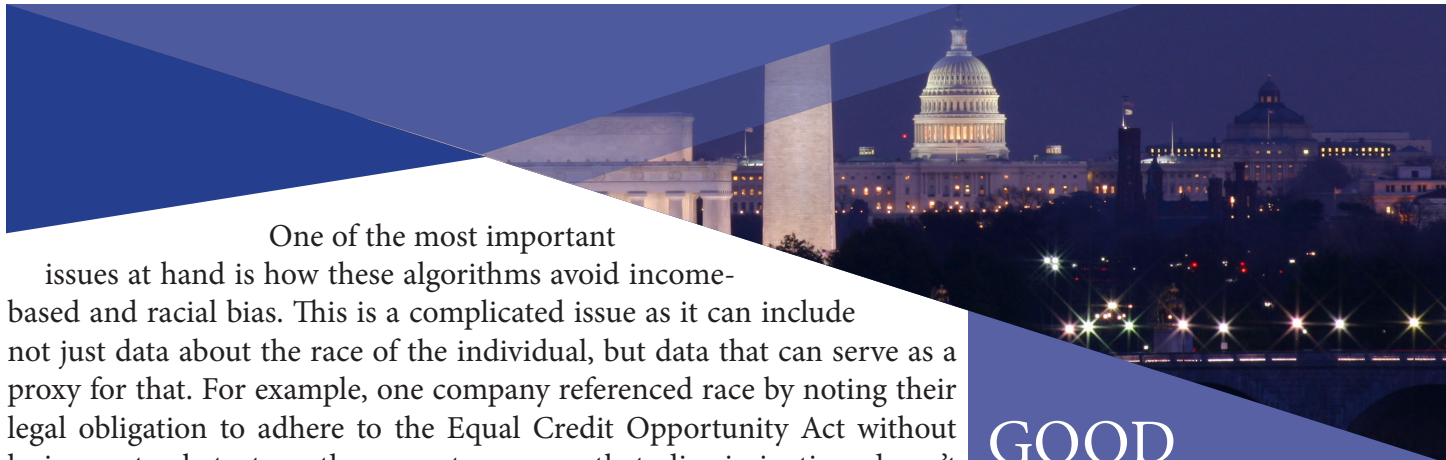 One of the most important
issues at hand is how these algorithms avoid income-
based and racial bias. This is a complicated issue as it can include
not just data about the race of the individual, but data that can serve as a
proxy for that. For example, one company referenced race by noting their
legal obligation to adhere to the Equal Credit Opportunity Act without
GOOD